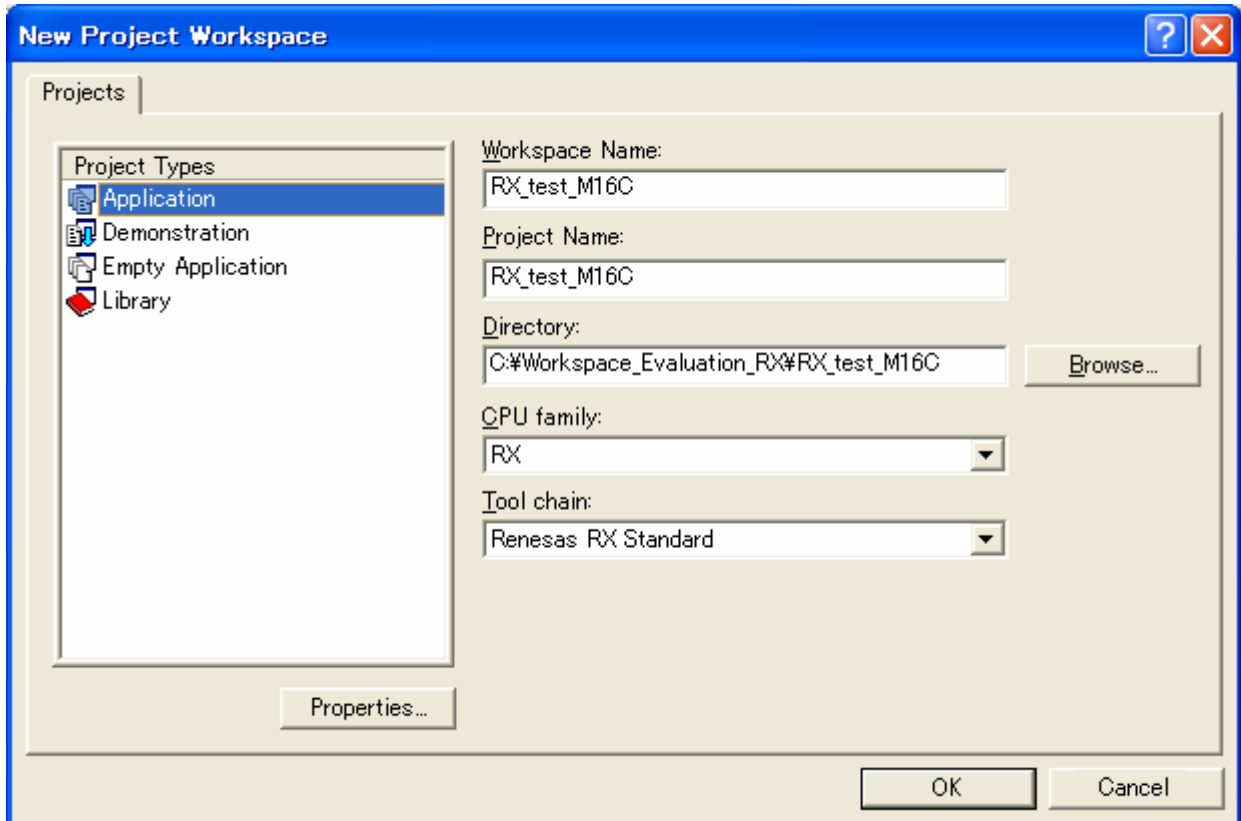 New Project Workspace
Projects
Project Types
Application
Demonstration
Empty Application
Library
Properties...
Workspace Name:
RX_test_M16C
Project Name:
RX_test_M16C
Directory:
C:¥Workspace_Evaluation_RX¥RX_test_M16C
Browse...
CPU family:
RX
Tool chain:
Renesas RX Standard
OK
Cancel